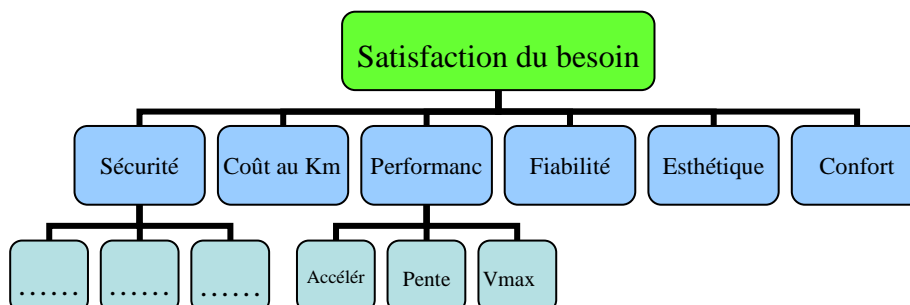 Satisfaction du besoin
Sécurité
Coût au Km
Performanc
Fiabilité
Esthétique
Confort
......
......
......
Accélér
Pente
Vmax